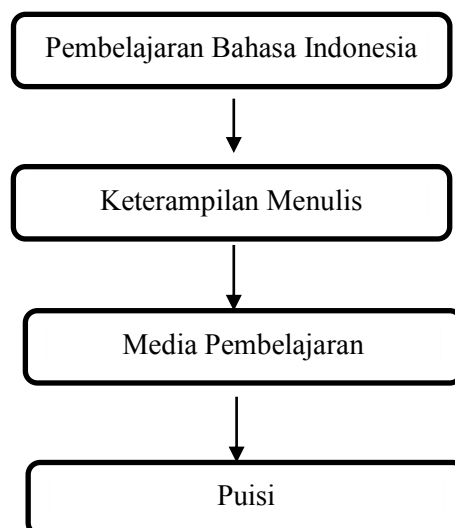 Pembelajaran Bahasa Indonesia
Keterampilan Menulis
Media Pembelajaran
Puisi